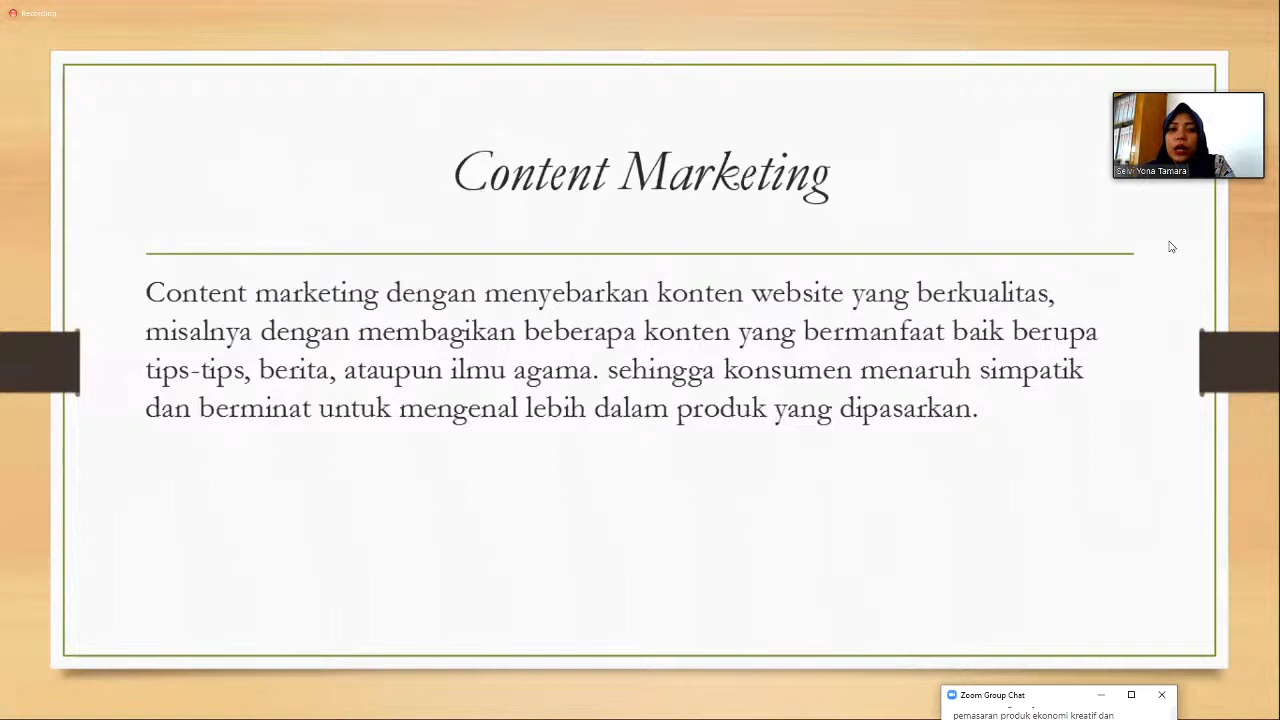 Recording
Content Marketing
Selvi Yona Tamara
Content marketing dengan menyebarkan konten website yang berkualitas,
misalnya dengan membagikan beberapa konten yang bermanfaat baik berupa
tips-tips, berita, ataupun ilmu agama. sehingga konsumen menaruh simpatik
dan berminat untuk mengenal lebih dalam produk yang dipasarkan.
Zoom Group Chat
pemasaran produk ekonomi kreatif dan